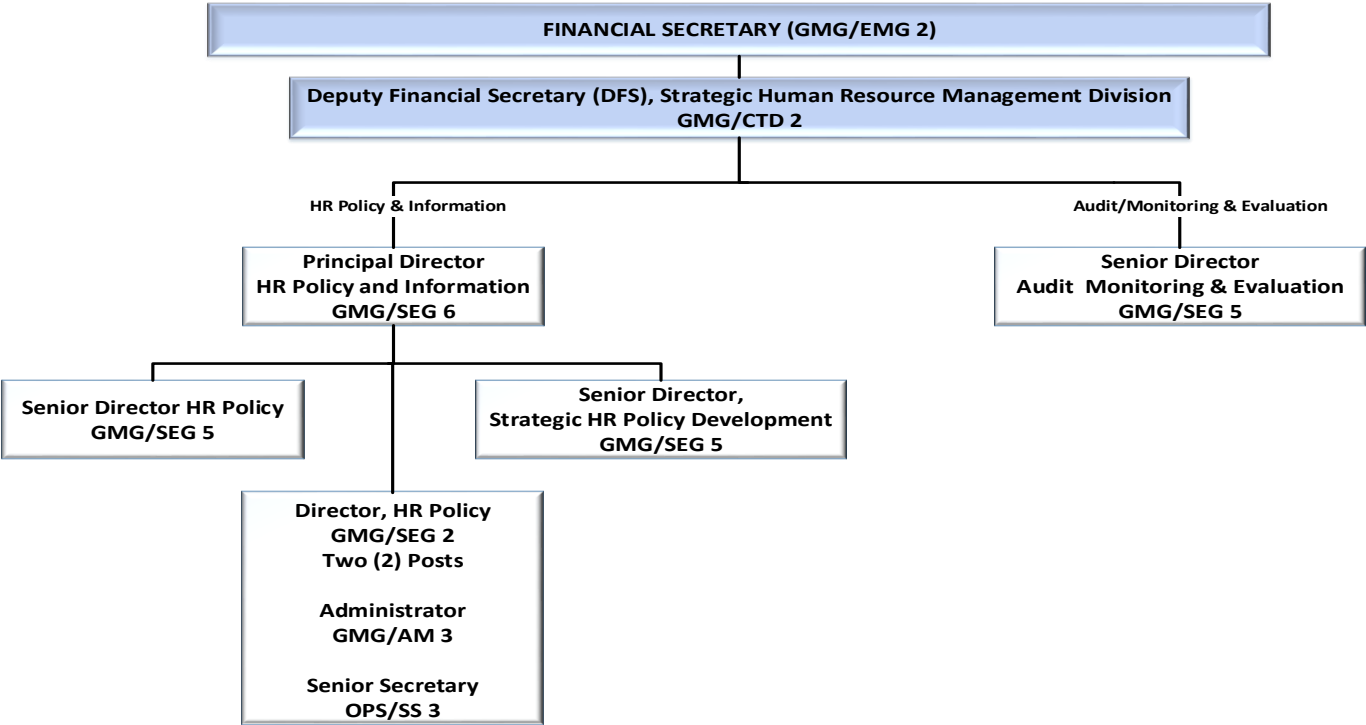 FINANCIAL SECRETARY (GMG/EMG 2)
Deputy Financial Secretary (DFS), Strategic Human Resource Management Division
GMG/CTD 2
HR Policy & Information
Audit/Monitoring & Evaluation
Principal Director
HR Policy and Information
GMG/SEG 6
Senior Director
Audit Monitoring & Evaluation
GMG/SEG 5
Senior Director HR Policy
GMG/SEG 5
Senior Director,
Strategic HR Policy Development
GMG/SEG 5
Director, HR Policy
GMG/SEG 2
Two (2) Posts
Administrator
GMG/AM 3
Senior Secretary
OPS/SS 3